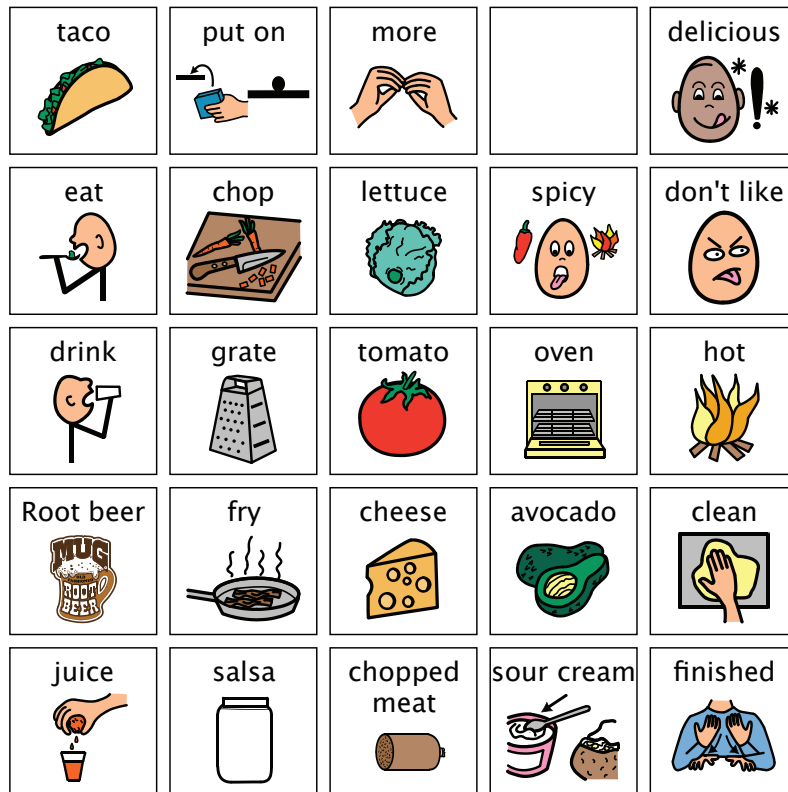 taco
put on
more
delicious
eat
chop
lettuce
spicy
don't like
drink
grate
tomato
oven
hot
Root beer
fry
cheese
avocado
clean
MUG
ROOT
BEER
juice
salsa
chopped
meat
sour cream
finished